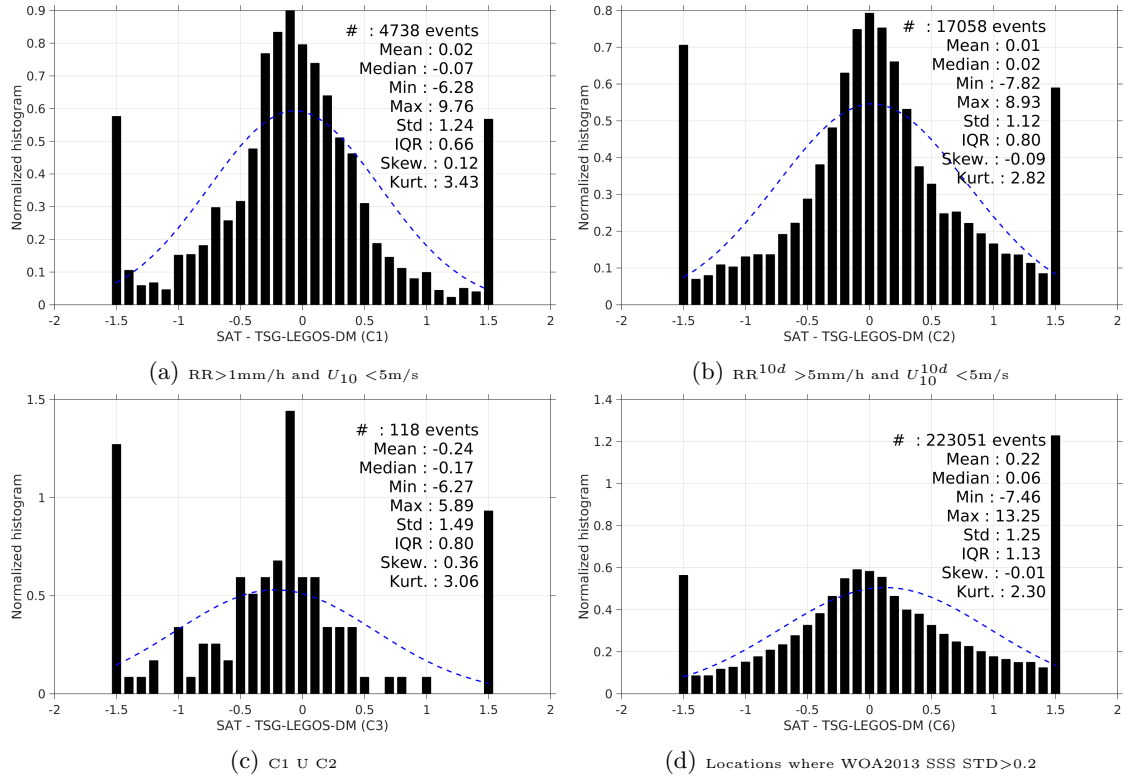 0.9
0.8
0.7
0.6
0.5
0.4
0.3
0.2
0.1
0
Normalized histogram
# : 4738 events
Mean : 0.02
Median : -0.07
Min : -6.28
Max : 9.76
Std : 1.24
IQR : 0.66
Skew. : 0.12
Kurt. : 3.43
-2 -1.5 -1 -0.5 0 0.5 1 1.5 2
SAT - TSG-LEGOS-DM (C1)
(a) RR>1mm/h and U10 <5m/s
0.8
0.7
0.6
0.5
0.4
0.3
0.2
0.1
0
Normalized histogram
# : 17058 events
Mean : 0.01
Median : 0.02
Min : -7.82
Max : 8.93
Std : 1.12
IQR : 0.80
Skew. : -0.09
Kurt. : 2.82
-2 -1.5 -1 -0.5 0 0.5 1 1.5 2
SAT - TSG-LEGOS-DM (C2)
(b) RR10d >5mm/h and U10d10 <5m/s
1.5
1
0.5
0
Normalized histogram
# : 118 events
Mean : -0.24
Median : -0.17
Min : -6.27
Max : 5.89
Std : 1.49
IQR : 0.80
Skew. : 0.36
Kurt. : 3.06
-2 -1.5 -1 -0.5 0 0.5 1 1.5 2
SAT - TSG-LEGOS-DM (C3)
(c) C1 U C2
1.4
1.2
1
0.8
0.6
0.4
0.2
0
Normalized histogram
# : 223051 events
Mean : 0.22
Median : 0.06
Min : -7.46
Max : 13.25
Std : 1.25
IQR : 1.13
Skew. : -0.01
Kurt. : 2.30
-2 -1.5 -1 -0.5 0 0.5 1 1.5 2
SAT - TSG-LEGOS-DM (C6)
(d) Locations where WOA2013 SSS STD>0.2